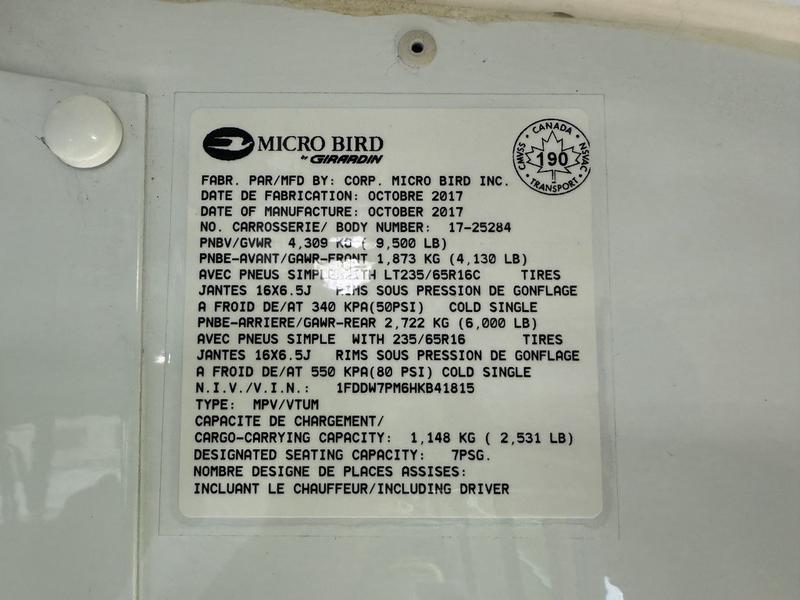 MICRO BIRD
by GIRARDIN
CANADA
CMVSS
NSVAC
190
TRANSPORT
FABR. PAR/MFD BY: CORP. MICRO BIRD INC.
DATE DE FABRICATION: OCTOBRE 2017
DATE OF MANUFACTURE: OCTOBER 2017
NO. CARROSSERIE/ BODY NUMBER: 17-25284
PNBV/GVWR 4,309 KG ( 9,500 LB)
PNBE-AVANT/GAWR-FRONT 1,873 KG (4,130 LB)
AVEC PNEUS SIMPLE WITH LT235/65R16C TIRES
JANTES 16X6.5J RIMS SOUS PRESSION DE GONFLAGE
A FROID DE/AT 340 KPA(50PSI) COLD SINGLE
PNBE-ARRIERE/GAWR-REAR 2,722 KG (6,000 LB)
AVEC PNEUS SIMPLE WITH 235/65R16 TIRES
JANTES 16X6.5J RIMS SOUS PRESSION DE GONFLAGE
A FROID DE/AT 550 KPA(80 PSI) COLD SINGLE
N.I.V./V.I.N.: 1FDDW7PM6HKB41815
TYPE: MPV/VTUM
CAPACITE DE CHARGEMENT/
CARGO-CARRYING CAPACITY: 1,148 KG ( 2,531 LB)
DESIGNATED SEATING CAPACITY: 7PSG.
NOMBRE DESIGNE DE PLACES ASSISES:
INCLUANT LE CHAUFFEUR/INCLUDING DRIVER